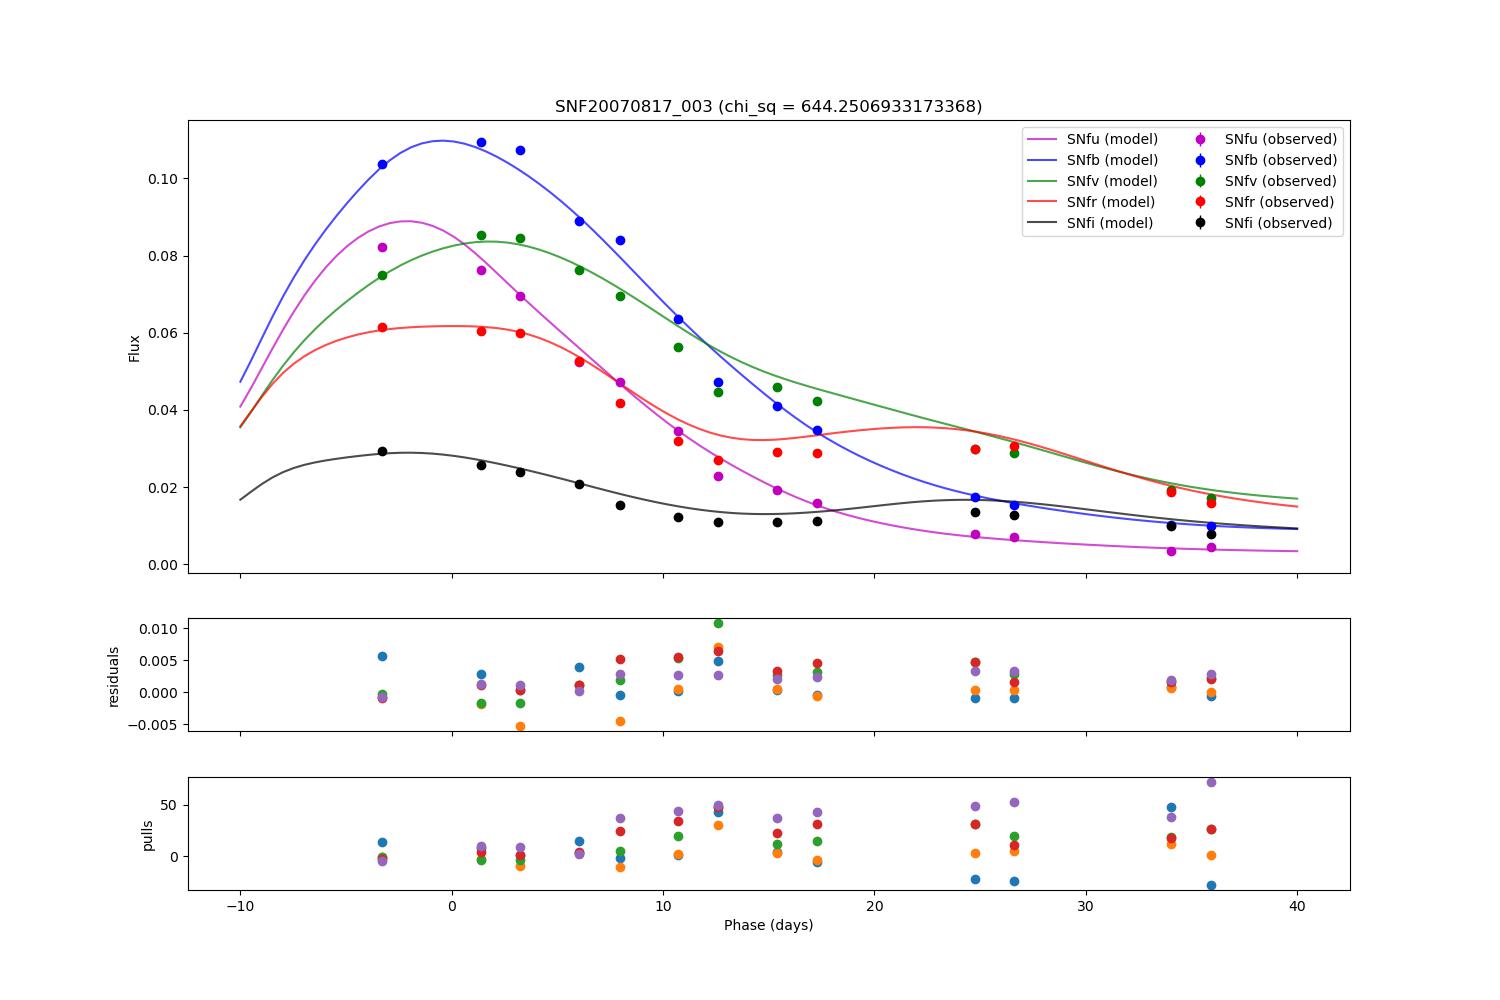 SNF20070817_003 (chi_sq = 644.2506933173368)
SNfu (model)
SNfb (model)
SNfv (model)
SNfr (model)
SNfi (model)
SNfu (observed)
SNfb (observed)
SNfv (observed)
SNfr (observed)
SNfi (observed)
Flux
0.10
0.08
0.06
0.04
0.02
0.00
residuals
0.010
0.005
0.000
−0.005
pulls
50
0
−10
0
10
20
30
40
Phase (days)